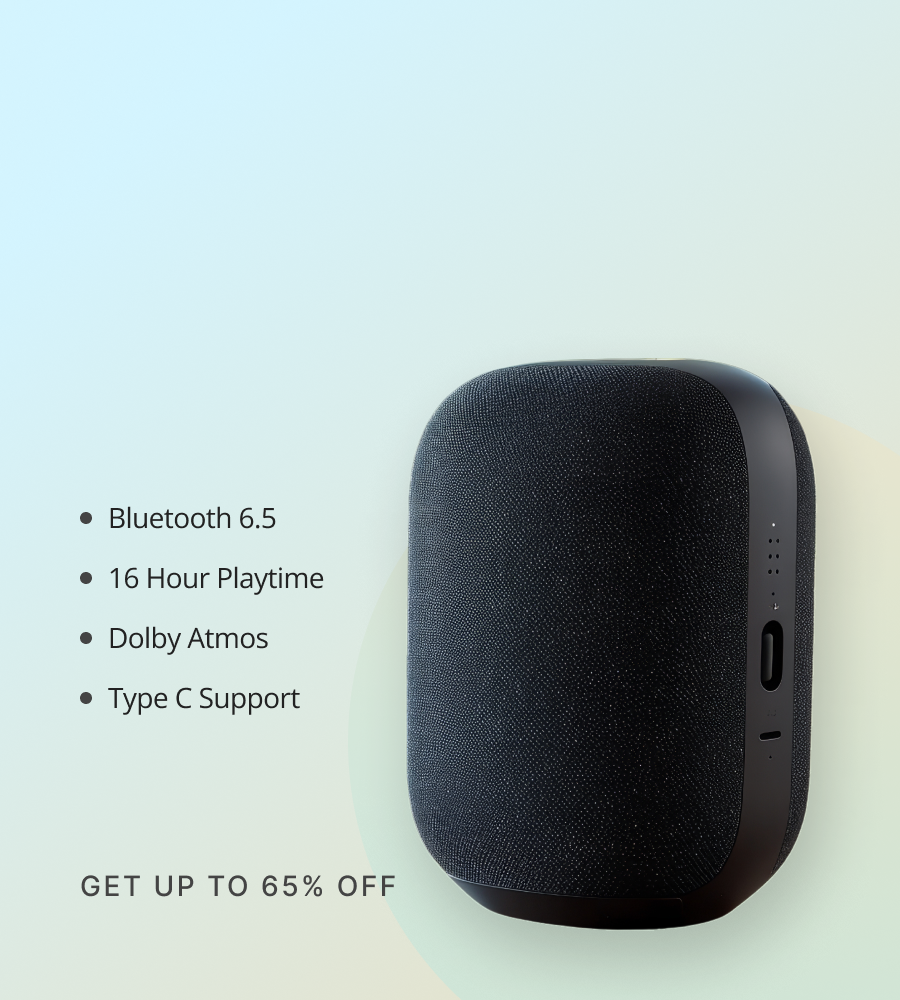 Bluetooth 6.5
16 Hour Playtime
Dolby Atmos
Type C Support
GET UP TO 65% OFF